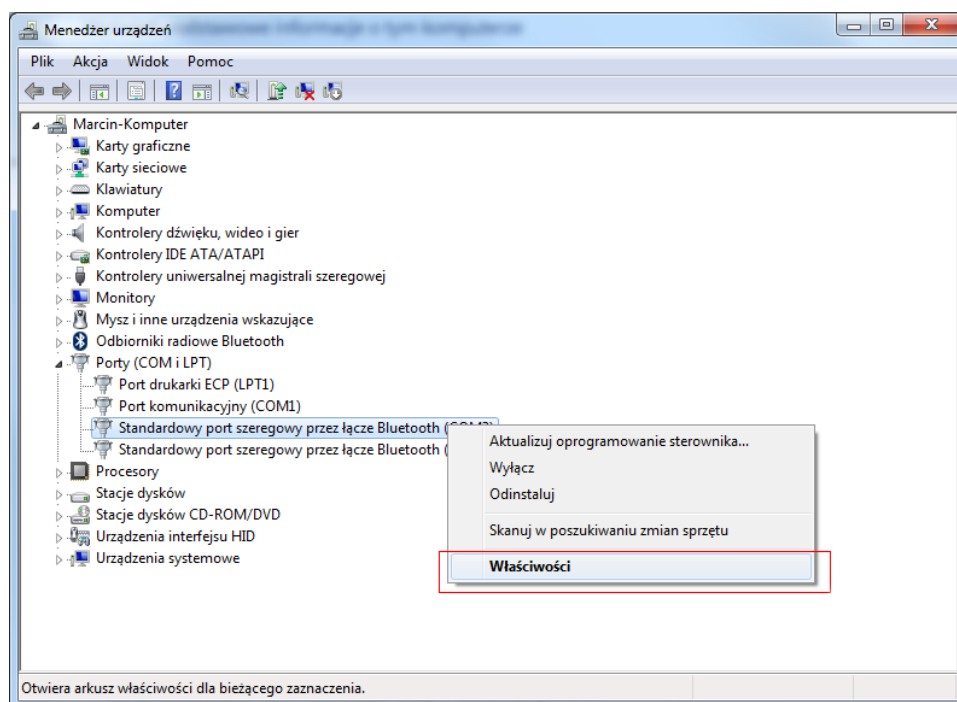 Menedżer urządzeń
Plik Akcja Widok Pomoc
Marcin-Komputer
Karty graficzne
Karty sieciowe
Klawiatury
Komputer
Kontrolery dźwięku, wideo i gier
Kontrolery IDE ATA/ATAPI
Kontrolery uniwersalnej magistrali szeregowej
Monitory
Mysz i inne urządzenia wskazujące
Odbiorniki radiowe Bluetooth
Porty (COM i LPT)
Port drukarki ECP (LPT1)
Port komunikacyjny (COM1)
Standardowy port szeregowy przez łącze Bluetooth
Standardowy port szeregowy przez łącze Bluetooth (
Procesory
Stacje dysków
Stacje dysków CD-ROM/DVD
Urządzenia interfejsu HID
Urządzenia systemowe
Aktualizuj oprogramowanie sterownika...
Wyłącz
Odinstaluj
Skanuj w poszukiwaniu zmian sprzętu
Właściwości
Otwiera arkusz właściwości dla bieżącego zaznaczenia.